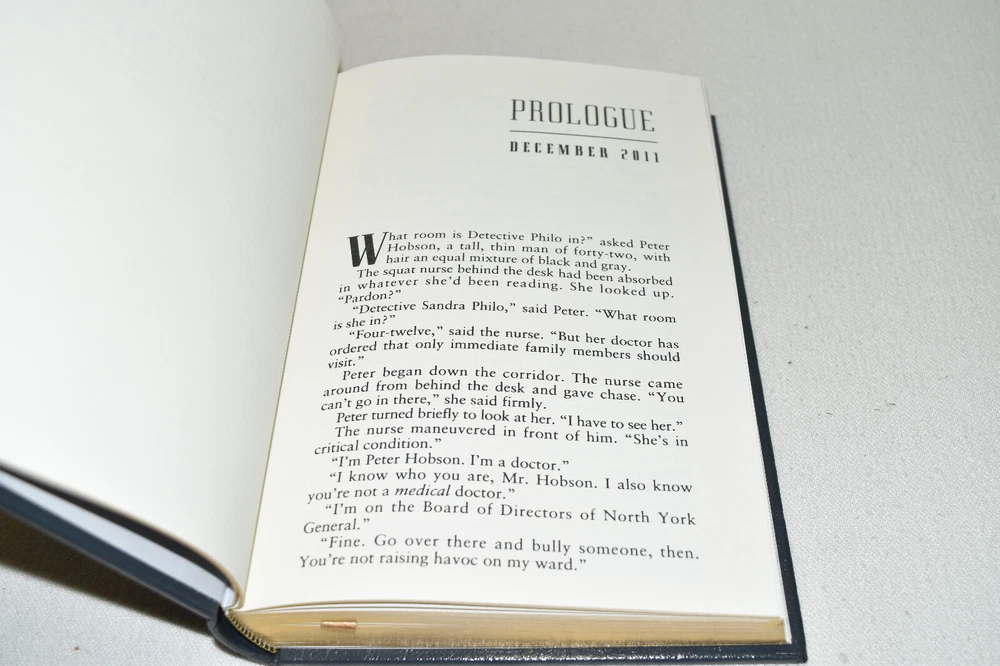 PROLOGUE
DECEMBER 2011
What room is Detective Philo in?” asked Peter
Hobson, a tall, thin man of forty-two, with
hair an equal mixture of black and gray.
The squat nurse behind the desk had been absorbed
in whatever she’d been reading. She looked up.
“Pardon?”
“Detective Sandra Philo,” said Peter. “What room
is she in?”
“Four-twelve,” said the nurse. “But her doctor has
ordered that only immediate family members should
visit.”
Peter began down the corridor. The nurse came
around from behind the desk and gave chase. “You
can’t go in there,” she said firmly.
Peter turned briefly to look at her. “I have to see her.”
The nurse maneuvered in front of him. “She’s in
critical condition.”
“I’m Peter Hobson. I’m a doctor.”
“I know who you are, Mr. Hobson. I also know
you’re not a medical doctor.”
“I’m on the Board of Directors of North York
General.”
“Fine. Go over there and bully someone, then.
You’re not raising havoc on my ward.”